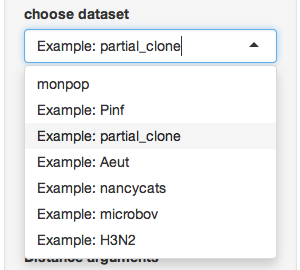 choose dataset
Example: partial_clone
monpop
Example: Pinf
Example: partial_clone
Example: Aeut
Example: nancycats
Example: microbov
Example: H3N2
Distance arguments